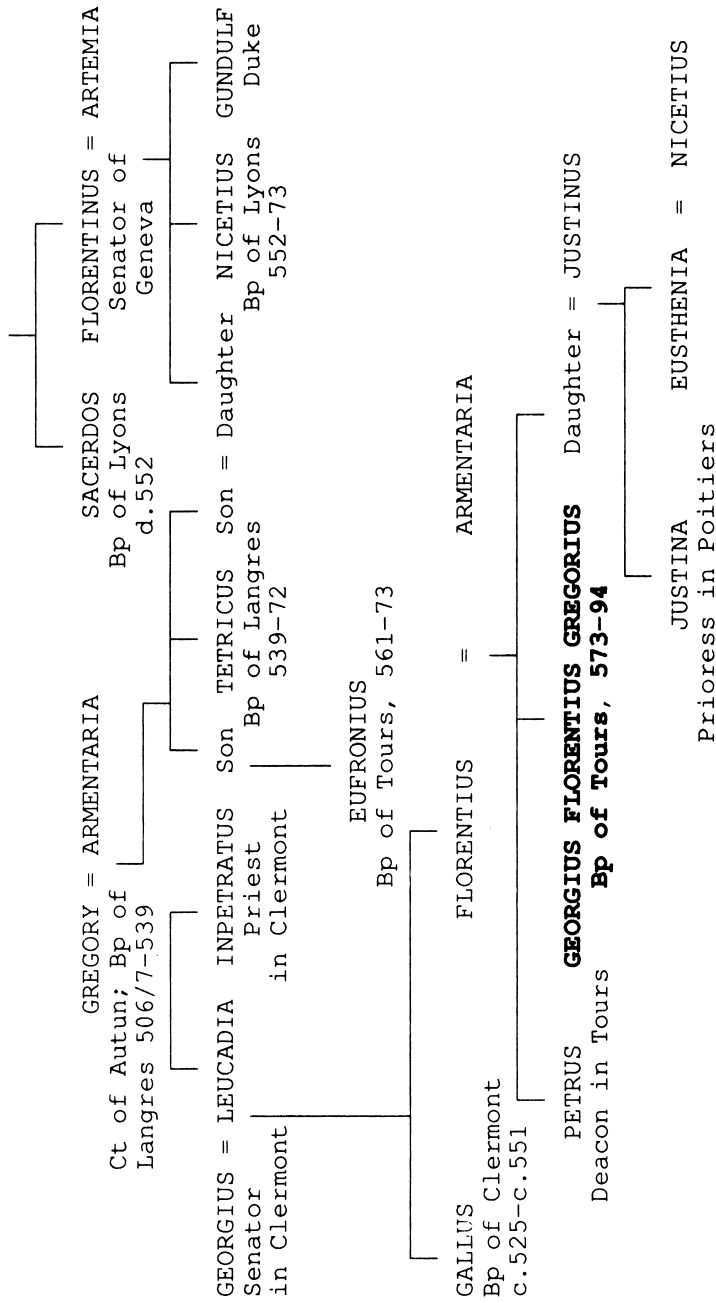 GREGORY = ARMENTARIA
Ct of Autun; Bp of
Langres 506/7-539
SACERDOS
Bp of Lyons
d.552
FLORENTINUS = ARTEMIA
Senator of
Geneva
GEORGIUS = LEUCADIA
Senator
in Clermont
INPETRATUS
Priest
in Clermont
Son
TETRICUS
Bp of Langres
539-72
Son = Daughter
NICETIUS
Bp of Lyons
552-73
GUNDULF
Duke
EUFRONIUS
Bp of Tours, 561-73
GALLUS
Bp of Clermont
c.525-c.551
FLORENTIUS = ARMENTARIA
PETRUS
Deacon in Tours
GEORGIUS FLORENTIUS GREGORIUS
Bp of Tours, 573-94
Daughter = JUSTINUS
JUSTINA
Prioress in Poitiers
EUSTHENIA = NICETIUS